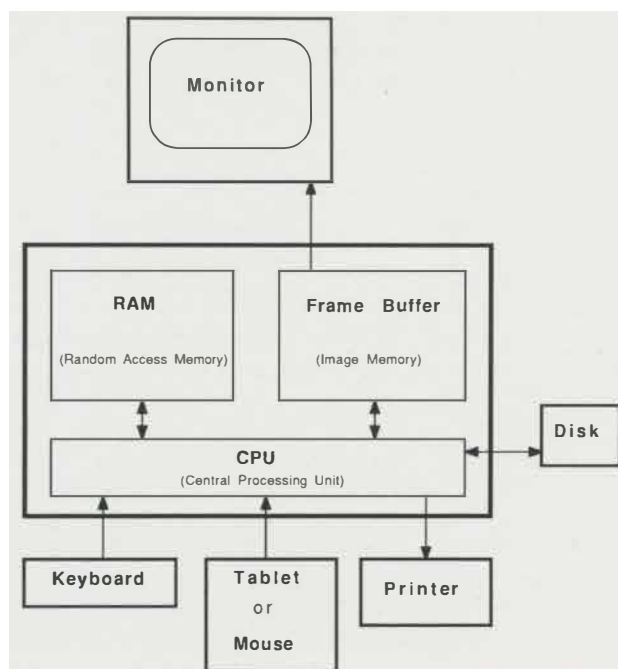 Monitor
RAM
(Random Access Memory)
Frame Buffer
(Image Memory)
CPU
(Central Processing Unit)
Disk
Keyboard
Tablet
or
Mouse
Printer